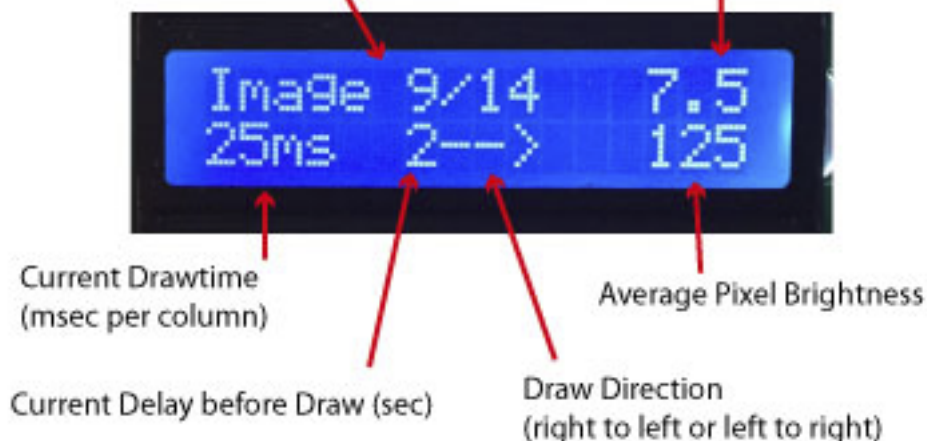 Image 9/14 7.5
25ms 2--> 125
Current Drawtime
(msec per column)
Average Pixel Brightness
Current Delay before Draw (sec)
Draw Direction
(right to left or left to right)